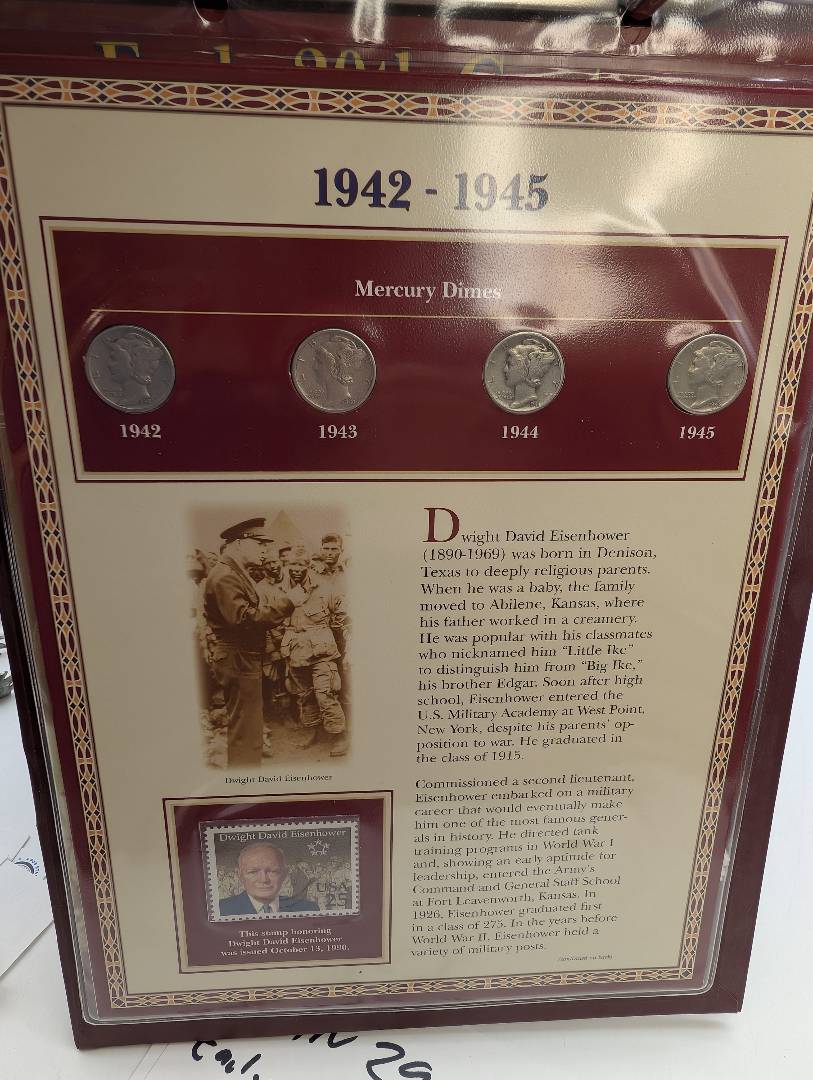 1942 - 1945
Mercury Dimes
1942
1943
1944
1945
Dwight David Eisenhower
(1890-1969) was born in Denison,
Texas to deeply religious parents.
When he was a baby, the family
moved to Abilene, Kansas, where
his father worked in a creamery.
He was popular with his classmates
who nicknamed him “Little Ike”
to distinguish him from “Big Ike,”
his brother Edgar. Soon after high
school, Eisenhower entered the
U.S. Military Academy at West Point,
New York, despite his parents' op-
position to war. He graduated in
the class of 1915.
Commissioned a second lieutenant,
Eisenhower embarked on a military
career that would eventually make
him one of the most famous gener-
als in history. He directed tank
training programs in World War I
and, showing an early aptitude for
leadership, entered the Army's
Command and General Staff School
at Fort Leavenworth, Kansas. In
1926, Eisenhower graduated first
in a class of 275. In the years before
World War II, Eisenhower held a
variety of military posts.
Dwight David Eisenhower
Dwight David Eisenhower
USA
25
This stamp honoring
Dwight David Eisenhower
was issued October 13, 1990.